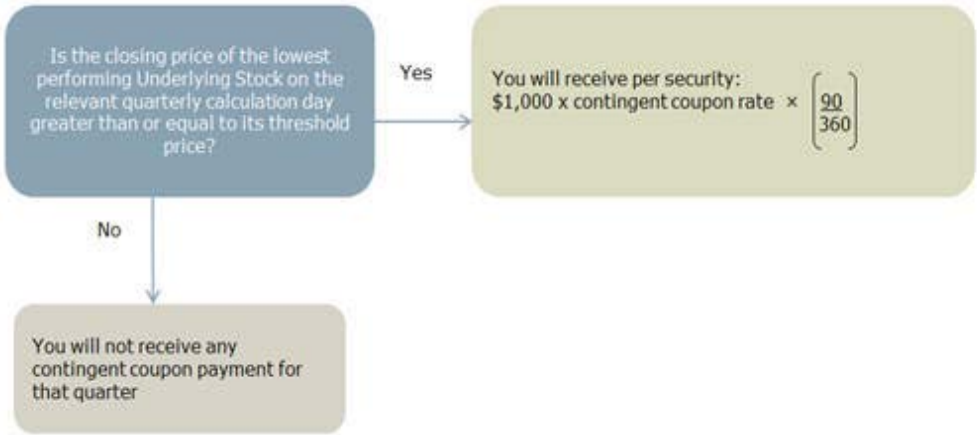 Is the closing price of the lowest
performing Underlying Stock on the
relevant quarterly calculation day
greater than or equal to its threshold
price?
Yes
You will receive per security:
$1,000 x contingent coupon rate × (90/360)
No
You will not receive any
contingent coupon payment for
that quarter